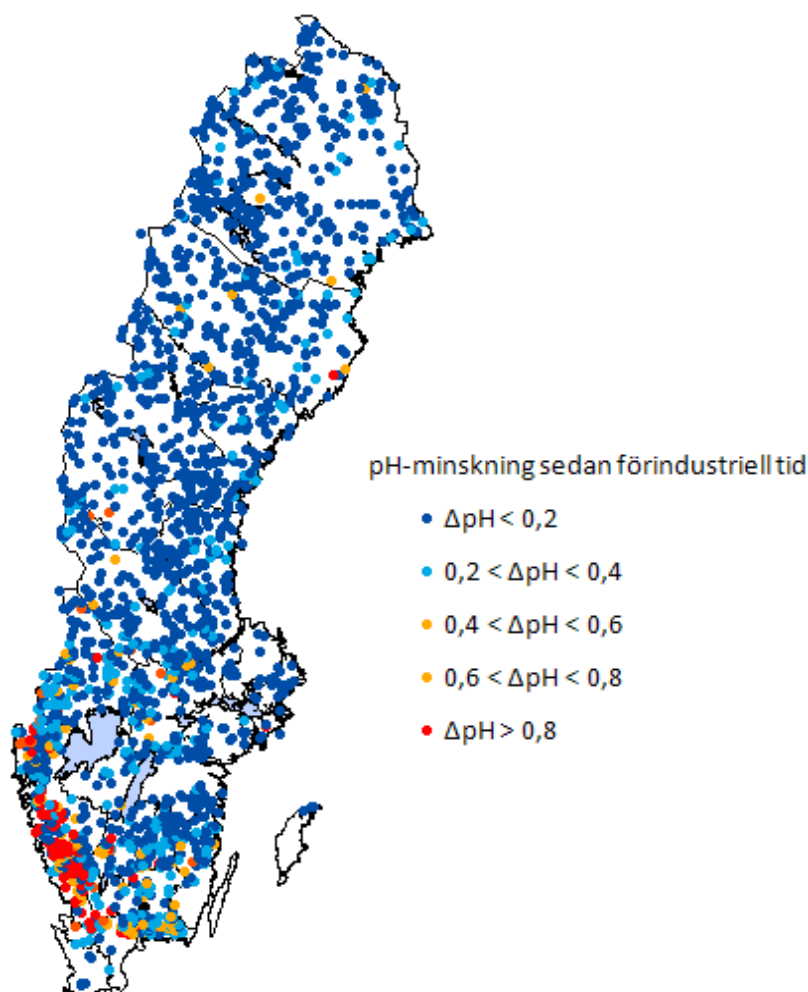 pH-minskning sedan förindustriell tid
ΔpH < 0,2
0,2 < ΔpH < 0,4
0,4 < ΔpH < 0,6
0,6 < ΔpH < 0,8
ΔpH > 0,8